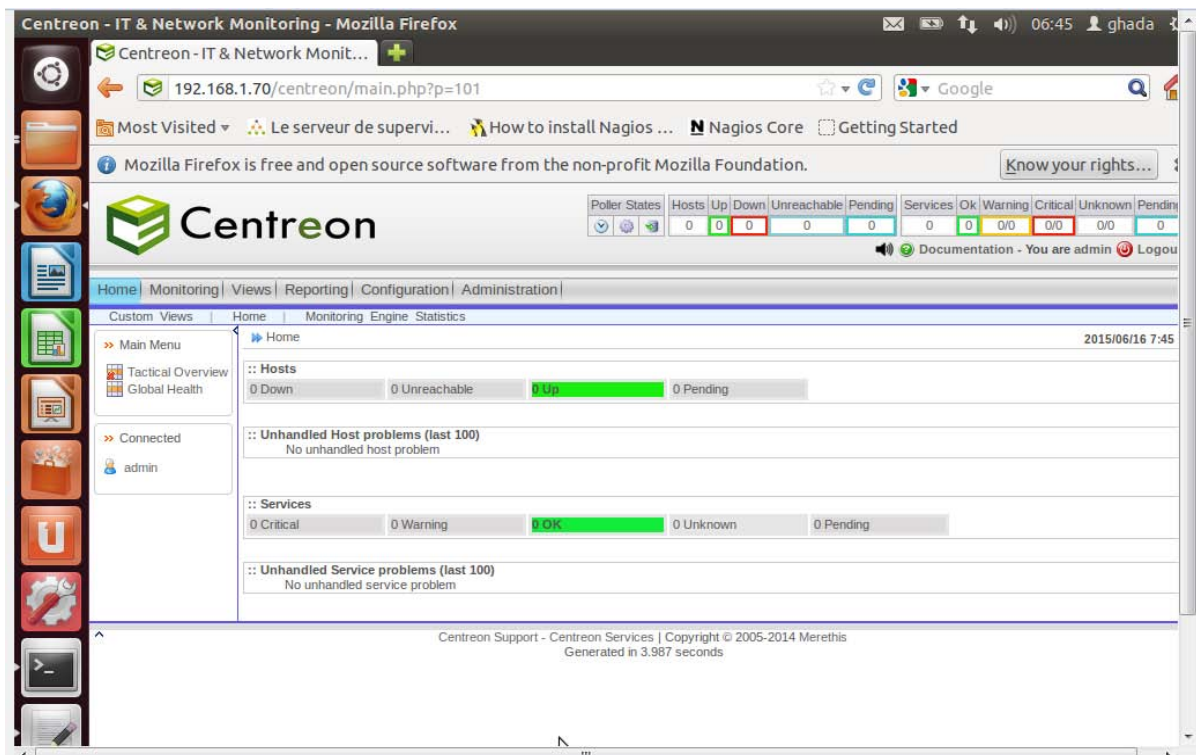 Centreon - IT & Network Monitoring - Mozilla Firefox 06:45 ghada
Centreon - IT & Network Monit...
192.168.1.70/centreon/main.php?p=101 Google
Most Visited Le serveur de supervi... How to install Nagios ... N Nagios Core Getting Started
Mozilla Firefox is free and open source software from the non-profit Mozilla Foundation. Know your rights...
Centreon
Poller States Hosts Up Down Unreachable Pending Services Ok Warning Critical Unknown Pending
0 0 0 0 0 0 0 0/0 0/0 0/0 0
Documentation - You are admin Logou
Home Monitoring Views Reporting Configuration Administration
Custom Views | Home | Monitoring Engine Statistics
Main Menu
Tactical Overview
Global Health
Connected
admin
Home 2015/06/16 7:45
:: Hosts
0 Down 0 Unreachable 0 Up 0 Pending
:: Unhandled Host problems (last 100)
No unhandled host problem
:: Services
0 Critical 0 Warning 0 OK 0 Unknown 0 Pending
:: Unhandled Service problems (last 100)
No unhandled service problem
Centreon Support - Centreon Services | Copyright © 2005-2014 Merethis
Generated in 3.987 seconds